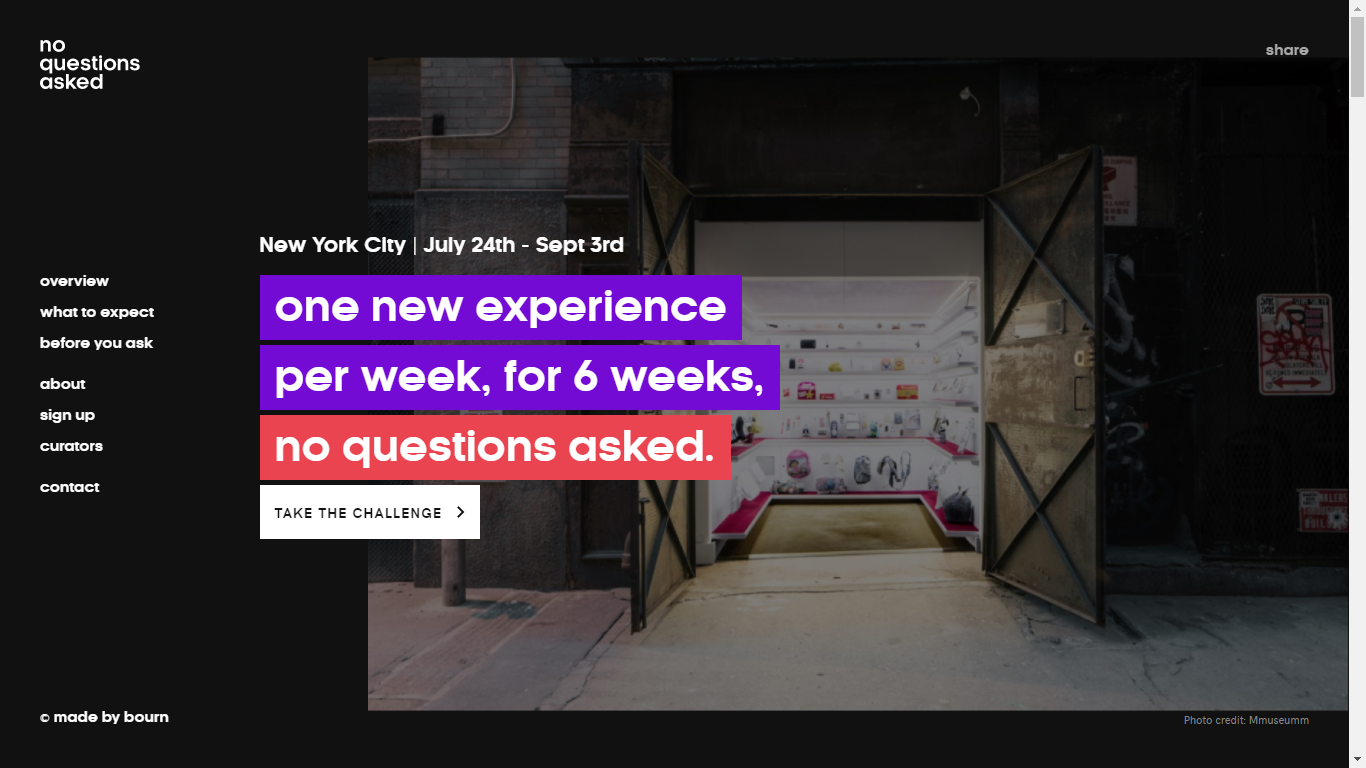 no
questions
asked
share
New York City | July 24th - Sept 3rd
one new experience
per week, for 6 weeks,
no questions asked.
TAKE THE CHALLENGE
overview
what to expect
before you ask
about
sign up
curators
contact
© made by bourn
Photo credit: Mmuseumm